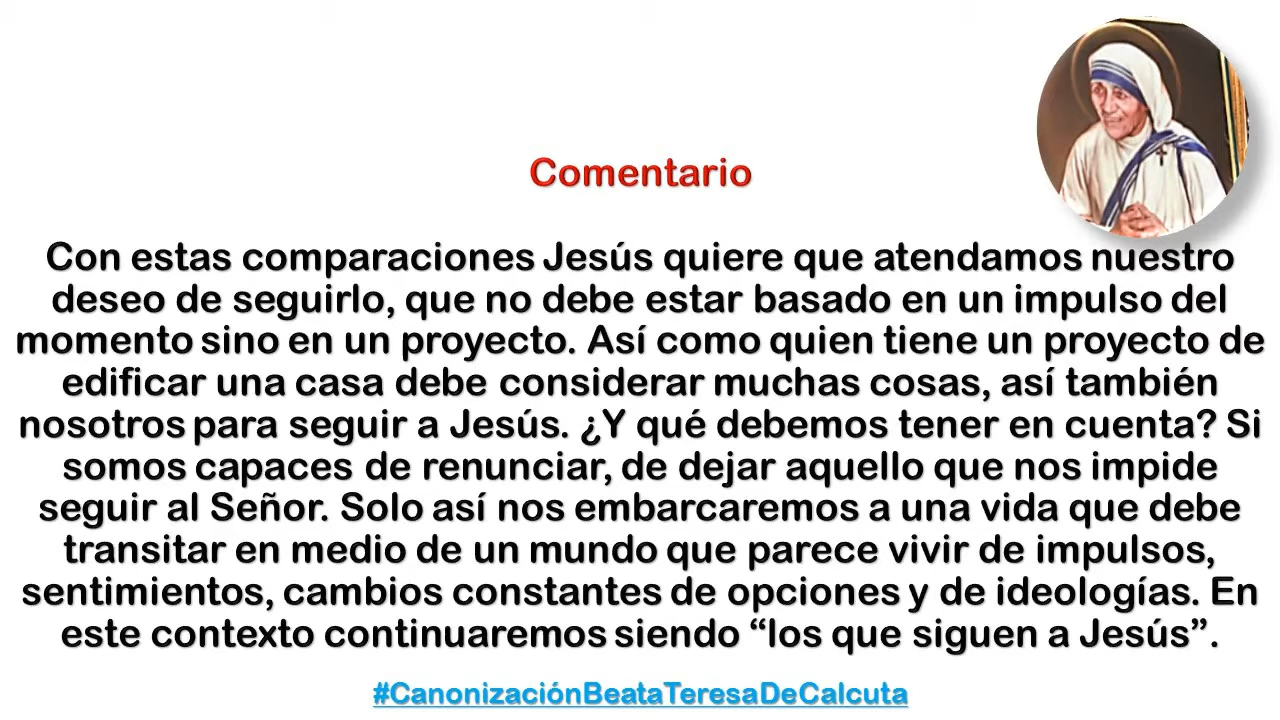 Comentario
Con estas comparaciones Jesús quiere que atendamos nuestro
deseo de seguirlo, que no debe estar basado en un impulso del
momento sino en un proyecto. Así como quien tiene un proyecto de
edificar una casa debe considerar muchas cosas, así también
nosotros para seguir a Jesús. ¿Y qué debemos tener en cuenta? Si
somos capaces de renunciar, de dejar aquello que nos impide
seguir al Señor. Solo así nos embarcaremos a una vida que debe
transitar en medio de un mundo que parece vivir de impulsos,
sentimientos, cambios constantes de opciones y de ideologías. En
este contexto continuaremos siendo “los que siguen a Jesús”.
#CanonizaciónBeataTeresaDeCalcuta